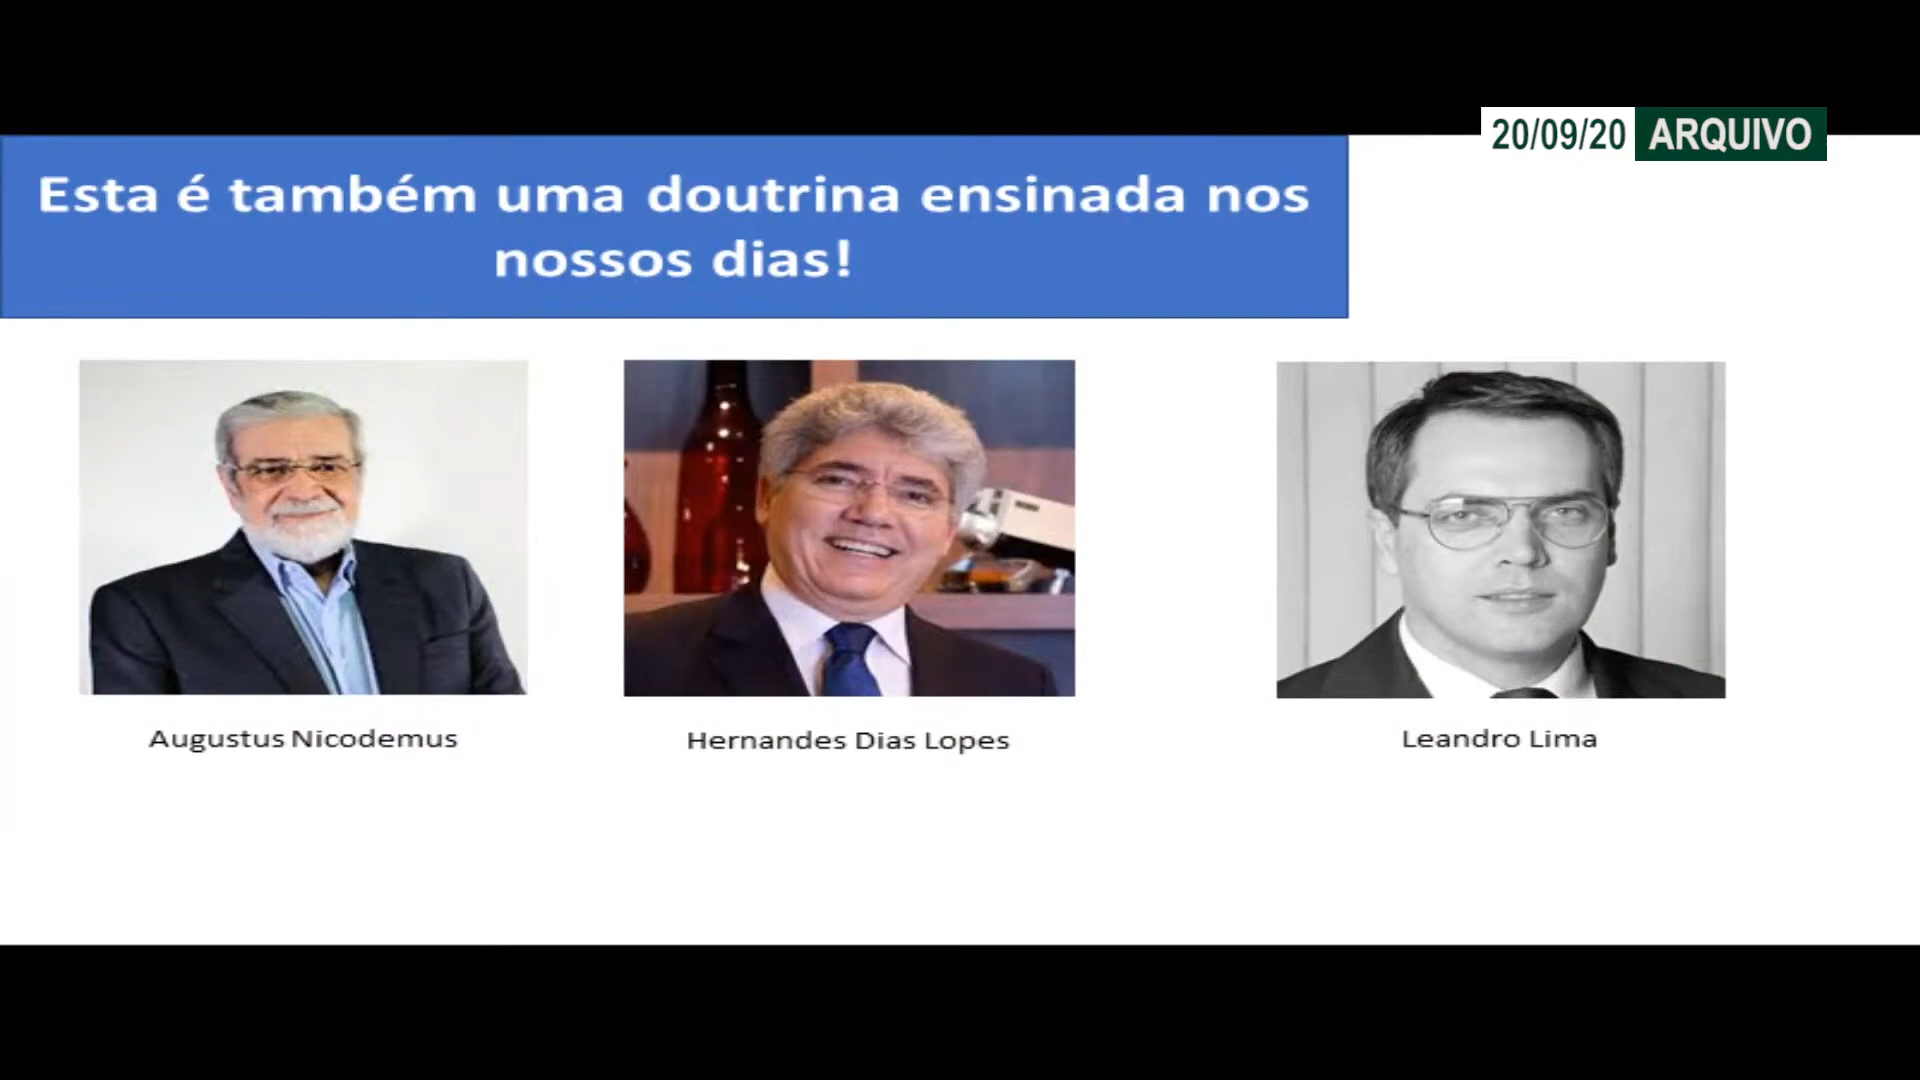 20/09/20 ARQUIVO
Esta é também uma doutrina ensinada nos
nossos dias!
Augustus Nicodemus
Hernandes Dias Lopes
Leandro Lima